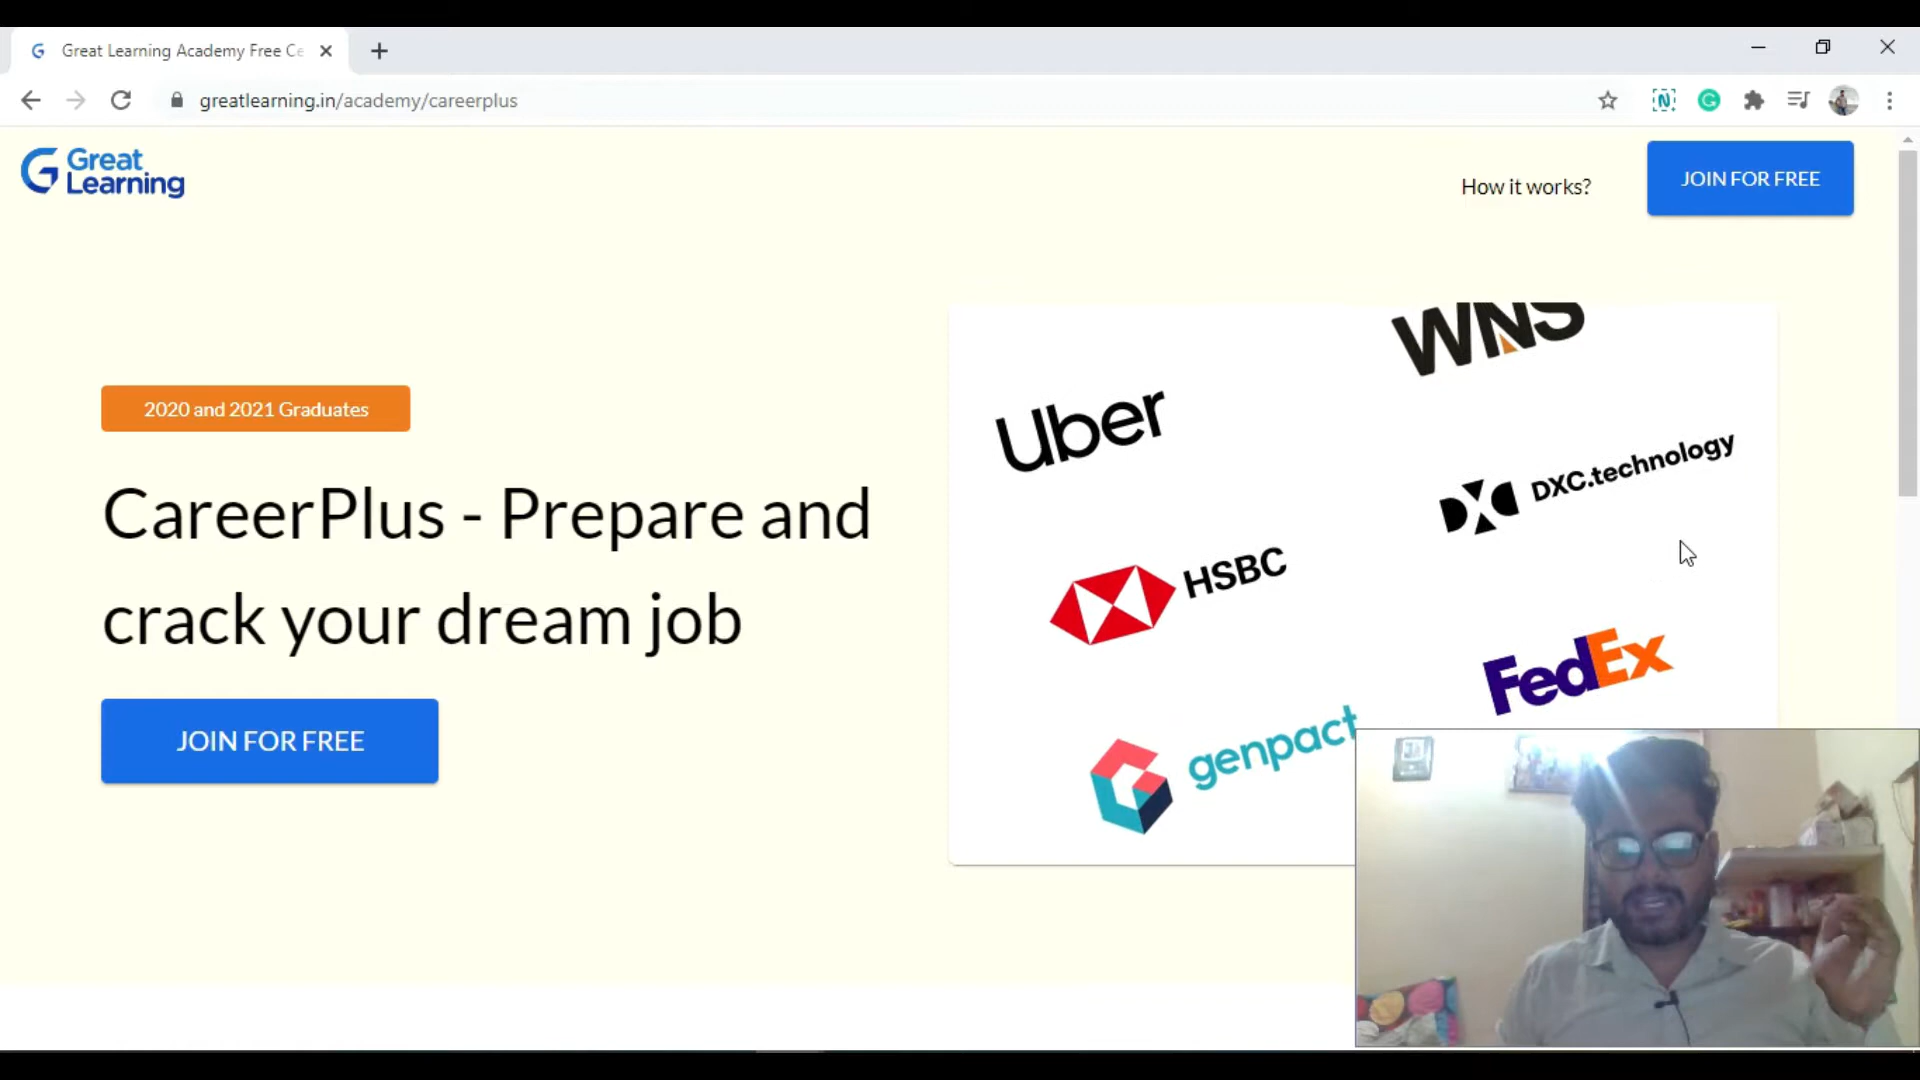 Great Learning Academy Free Ce
greatlearning.in/academy/careerplus
Great
Learning
How it works?
JOIN FOR FREE
2020 and 2021 Graduates
CareerPlus - Prepare and
crack your dream job
JOIN FOR FREE
WNS
Uber
DXC.technology
HSBC
FedEx
genpact